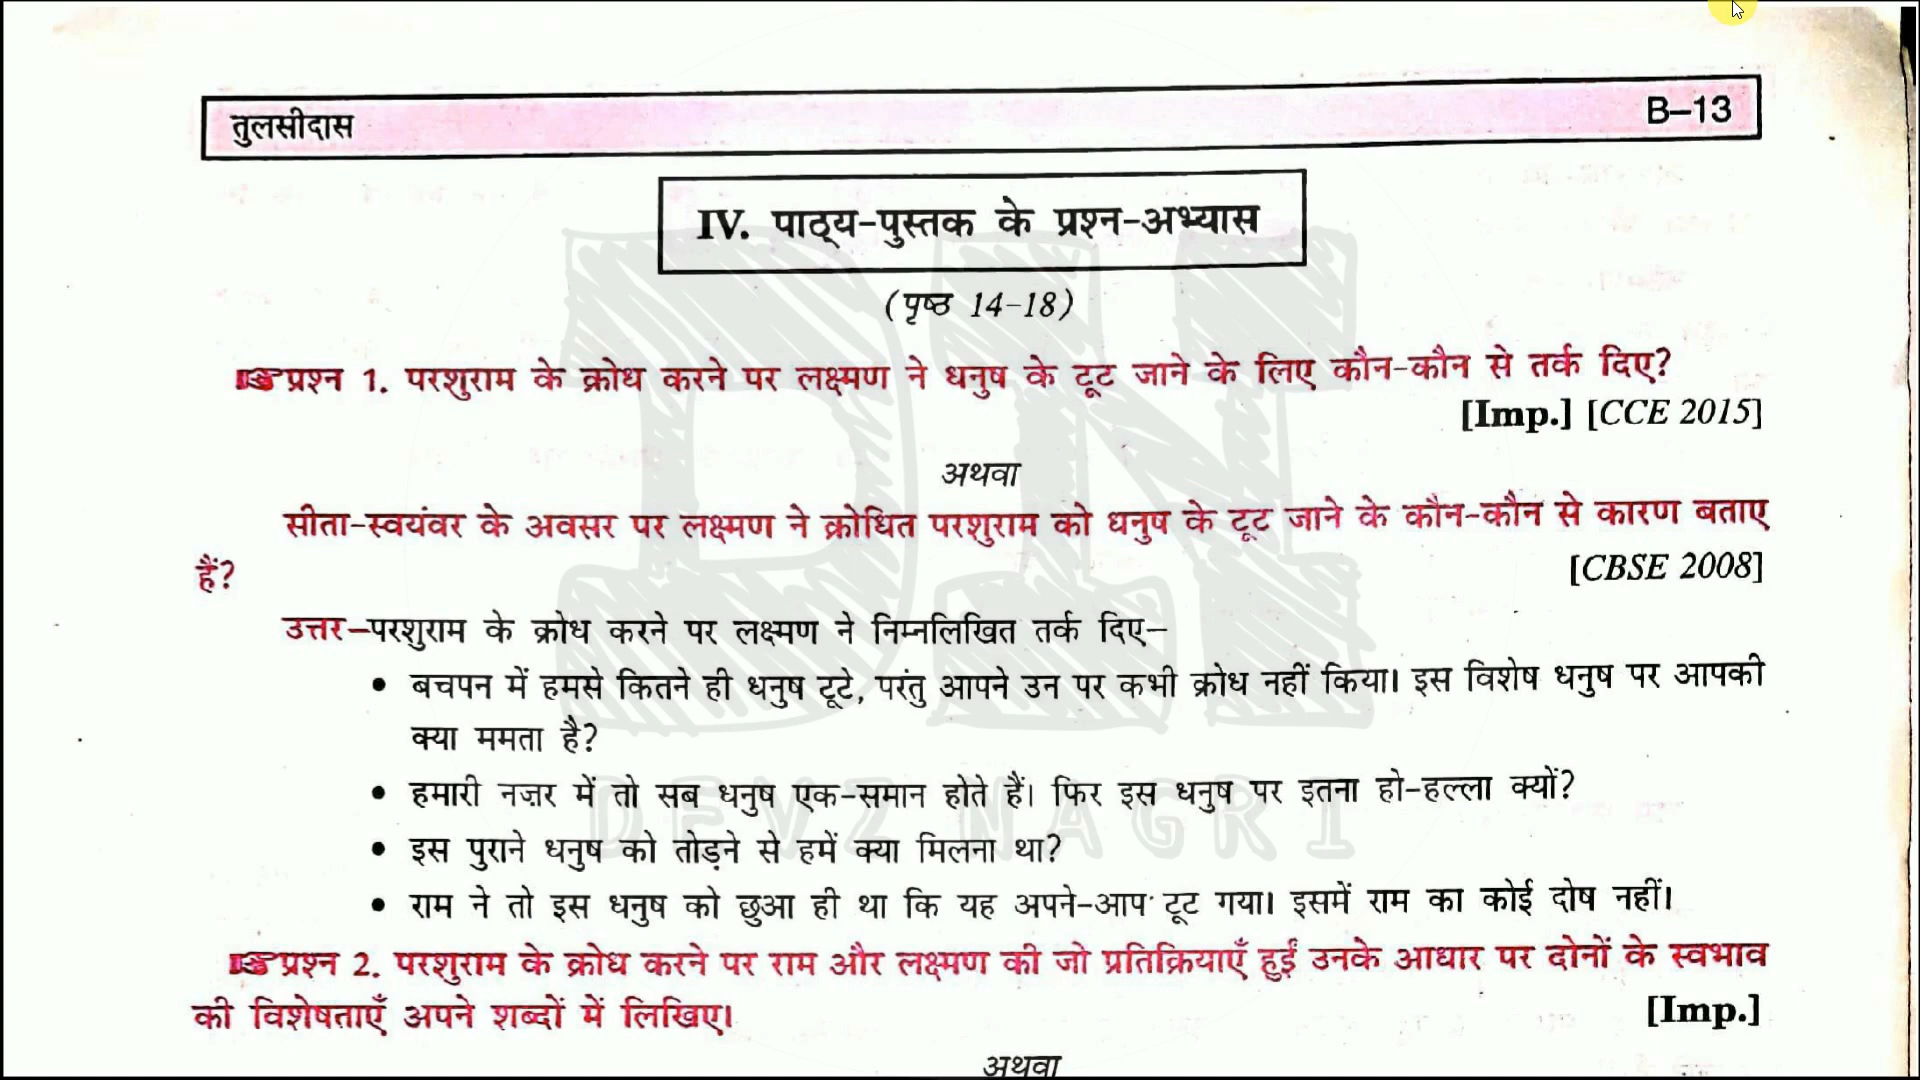 तुलसीदास B–13
IV. पाठ्य-पुस्तक के प्रश्न-अभ्यास
(पृष्ठ 14-18)
प्रश्न 1. परशुराम के क्रोध करने पर लक्ष्मण ने धनुष के टूट जाने के लिए कौन-कौन से तर्क दिए?
[Imp.] [CCE 2015]
अथवा
सीता-स्वयंवर के अवसर पर लक्ष्मण ने क्रोधित परशुराम को धनुष के टूट जाने के कौन-कौन से कारण बताए
हैं? [CBSE 2008]
उत्तर–परशुराम के क्रोध करने पर लक्ष्मण ने निम्नलिखित तर्क दिए–
• बचपन में हमसे कितने ही धनुष टूटे, परंतु आपने उन पर कभी क्रोध नहीं किया। इस विशेष धनुष पर आपकी
क्या ममता है?
• हमारी नज़र में तो सब धनुष एक-समान होते हैं। फिर इस धनुष पर इतना हो-हल्ला क्यों?
• इस पुराने धनुष को तोड़ने से हमें क्या मिलना था?
• राम ने तो इस धनुष को छुआ ही था कि यह अपने-आप टूट गया। इसमें राम का कोई दोष नहीं।
प्रश्न 2. परशुराम के क्रोध करने पर राम और लक्ष्मण की जो प्रतिक्रियाएँ हुईं उनके आधार पर दोनों के स्वभाव
की विशेषताएँ अपने शब्दों में लिखिए। [Imp.]
अथवा
DN
DEVZ NAGRI